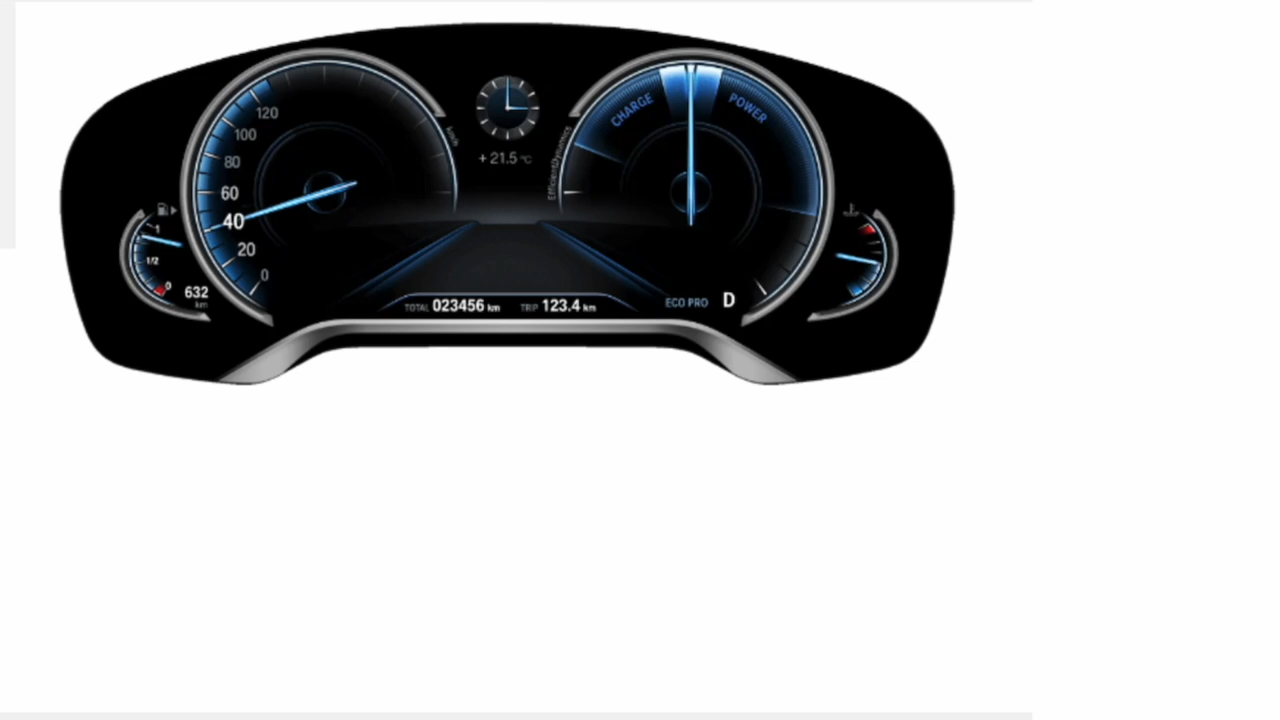 120
100
80
60
40
20
0
km/h
1
1/2
0
632
km
+ 21.5 °C
TOTAL 023456 km TRIP 123.4 km
EfficientDynamics
CHARGE
POWER
ECO PRO D